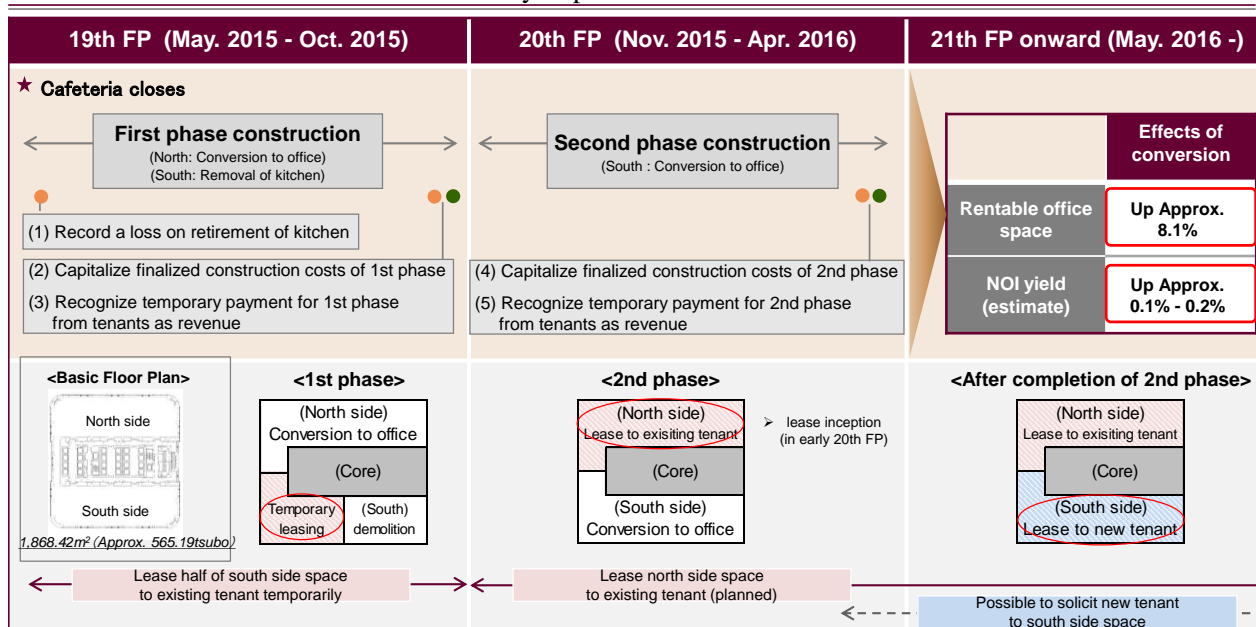 19th FP (May. 2015 - Oct. 2015)
20th FP (Nov. 2015 - Apr. 2016)
21th FP onward (May. 2016 -)
★ Cafeteria closes
First phase construction
(North: Conversion to office)
(South: Removal of kitchen)
Second phase construction
(South : Conversion to office)
(1) Record a loss on retirement of kitchen
(2) Capitalize finalized construction costs of 1st phase
(3) Recognize temporary payment for 1st phase
from tenants as revenue
(4) Capitalize finalized construction costs of 2nd phase
(5) Recognize temporary payment for 2nd phase
from tenants as revenue
Effects of
conversion
Rentable office
space
Up Approx.
8.1%
NOI yield
(estimate)
Up Approx.
0.1% - 0.2%
<Basic Floor Plan>
North side
South side
1,868.42m² (Approx. 565.19tsubo)
<1st phase>
(North side)
Conversion to office
(Core)
Temporary
leasing
(South)
demolition
<2nd phase>
(North side)
Lease to exisiting tenant
(Core)
(South side)
Conversion to office
➢ lease inception
(in early 20th FP)
<After completion of 2nd phase>
(North side)
Lease to exisiting tenant
(Core)
(South side)
Lease to new tenant
Lease half of south side space
to existing tenant temporarily
Lease north side space
to existing tenant (planned)
Possible to solicit new tenant
to south side space